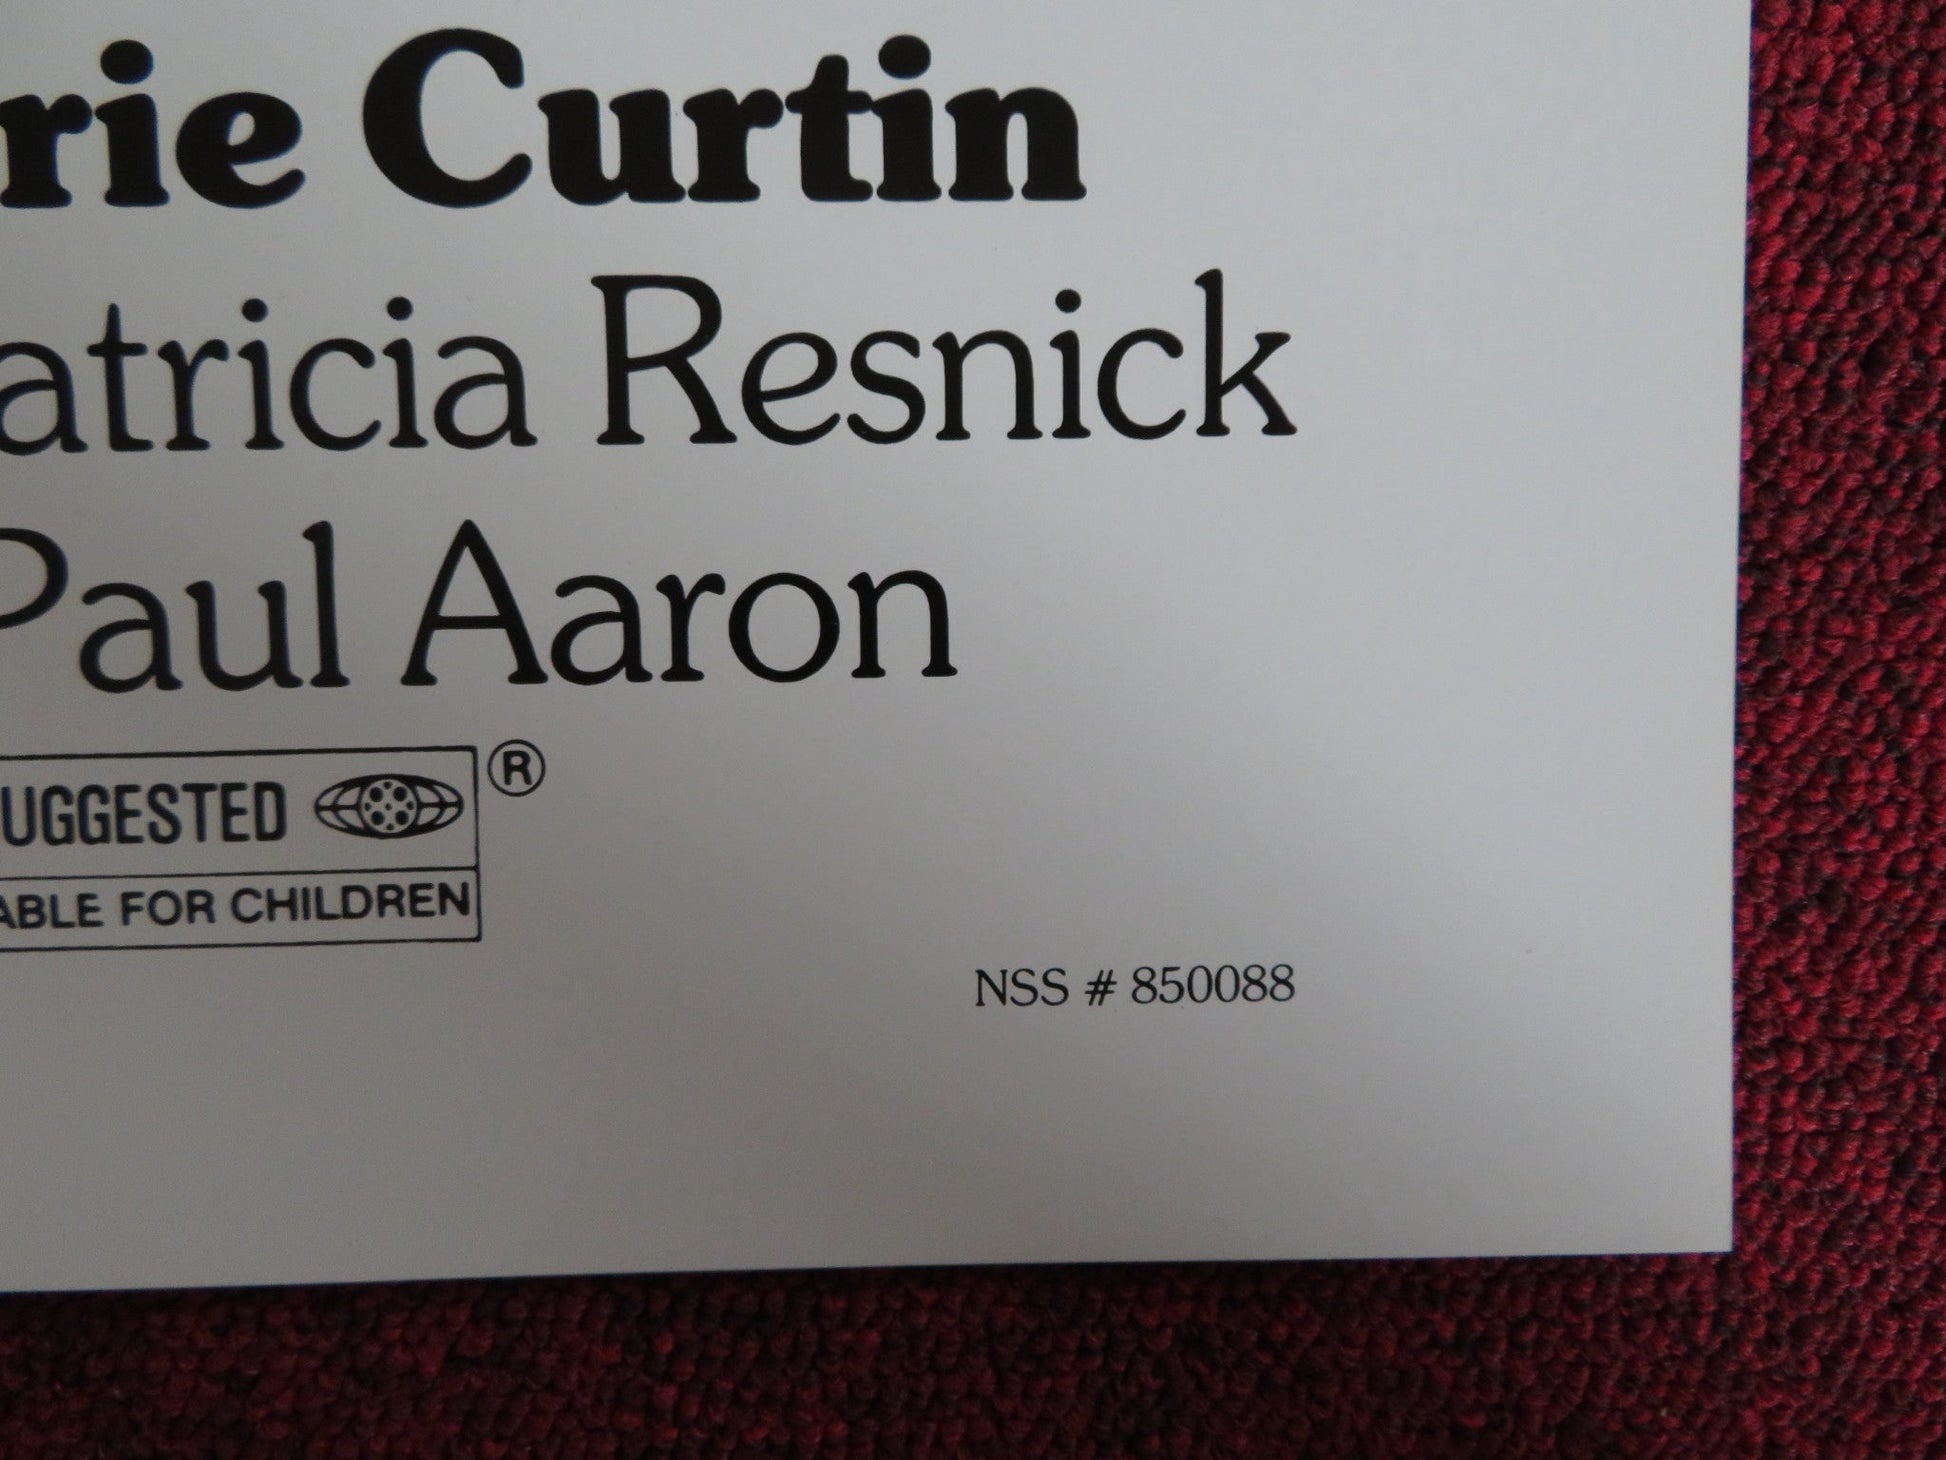 rie Curtin
atricia Resnick
Paul Aaron
UGGESTED ®
ABLE FOR CHILDREN
NSS # 850088